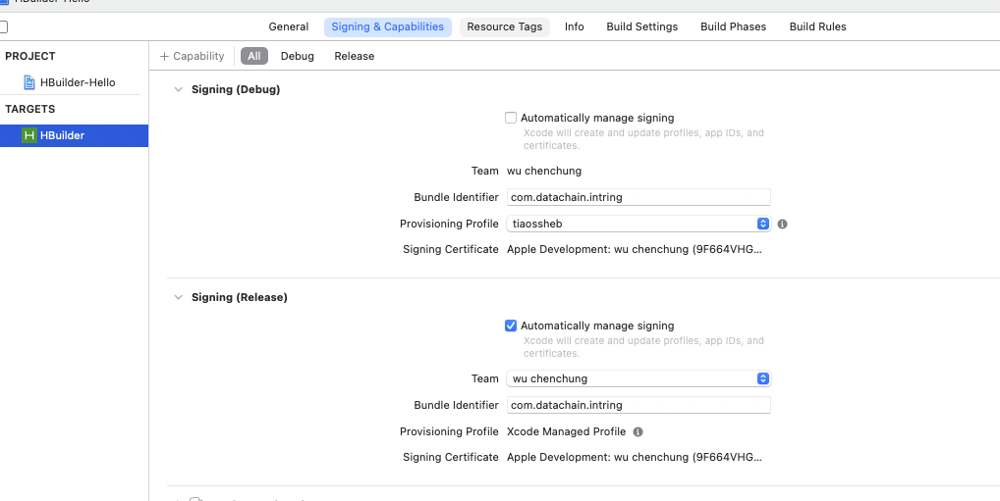 HBuilder-Hello
General
Signing & Capabilities
Resource Tags
Info
Build Settings
Build Phases
Build Rules
PROJECT
HBuilder-Hello
TARGETS
HBuilder
+ Capability
All
Debug
Release
Signing (Debug)
Automatically manage signing
Xcode will create and update profiles, app IDs, and
certificates.
Team wu chenchung
Bundle Identifier com.datachain.intring
Provisioning Profile tiaossheb
Signing Certificate Apple Development: wu chenchung (9F664VHG...
Signing (Release)
Automatically manage signing
Xcode will create and update profiles, app IDs, and
certificates.
Team wu chenchung
Bundle Identifier com.datachain.intring
Provisioning Profile Xcode Managed Profile
Signing Certificate Apple Development: wu chenchung (9F664VHG...